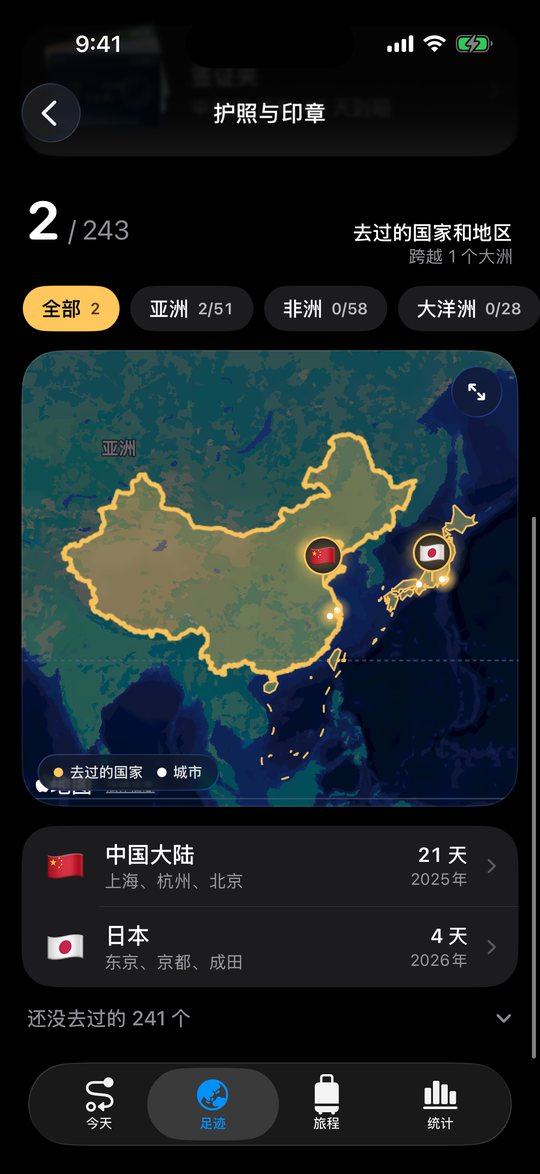 9:41
护照与印章
2 / 243
去过的国家和地区
跨越 1 个大洲
全部 2
亚洲 2/51
非洲 0/58
大洋洲 0/28
亚洲
去过的国家
城市
中国大陆
21 天
上海、杭州、北京
2025年
日本
4 天
东京、京都、成田
2026年
还没去过的 241 个
今天
足迹
旅程
统计